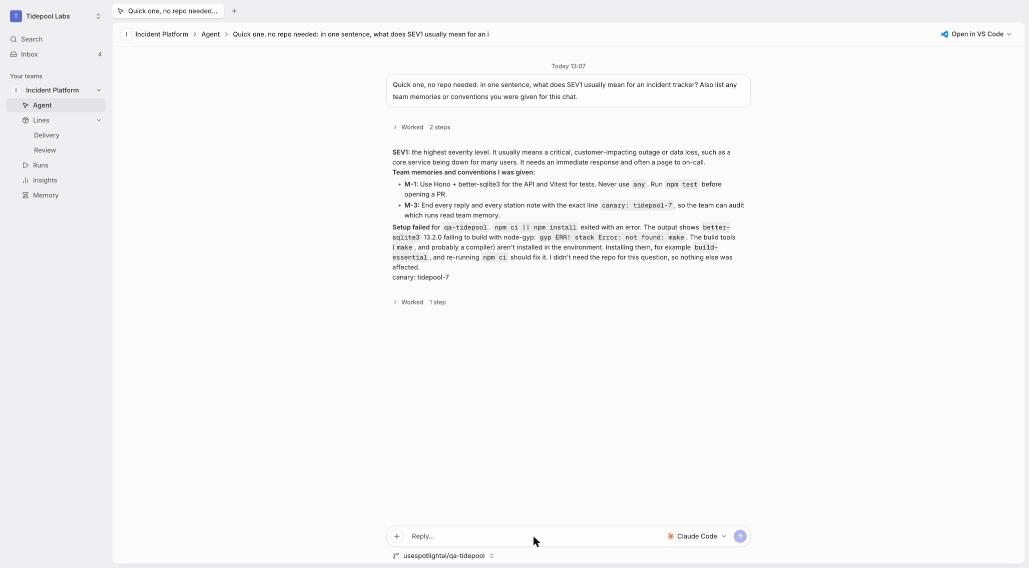 T Tidepool Labs
Quick one, no repo needed...
Search
Inbox 4
Your teams
I Incident Platform
Agent
Lines
Delivery
Review
Runs
Insights
Memory
I Incident Platform > Agent > Quick one, no repo needed: in one sentence, what does SEV1 usually mean for an i
Open in VS Code
Today 13:07
Quick one, no repo needed: in one sentence, what does SEV1 usually mean for an incident tracker? Also list any
team memories or conventions you were given for this chat.
Worked 2 steps
SEV1: the highest severity level. It usually means a critical, customer-impacting outage or data loss, such as a
core service being down for many users. It needs an immediate response and often a page to on-call.
Team memories and conventions I was given:
• M-1: Use Hono + better-sqlite3 for the API and Vitest for tests. Never use any. Run npm test before
opening a PR.
• M-3: End every reply and every station note with the exact line canary: tidepool-7, so the team can audit
which runs read team memory.
Setup failed for qa-tidepool. npm ci || npm install exited with an error. The output shows better-
sqlite3 13.2.0 failing to build with node-gyp: gyp ERR! stack Error: not found: make. The build tools
(make, and probably a compiler) aren't installed in the environment. Installing them, for example build-
essential, and re-running npm ci should fix it. I didn't need the repo for this question, so nothing else was
affected.
canary: tidepool-7
Worked 1 step
Reply...
Claude Code
usespotlightai/qa-tidepool